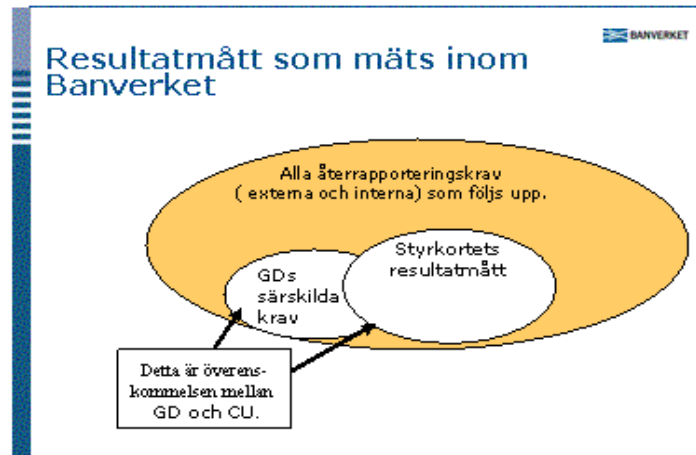 BANVERKET
Resultatmått som mäts inom
Banverket
Alla återrapporteringskrav
( externa och interna) som följs upp.
Styrkortets
resultatmått
GDs
särskilda
krav
Detta är överens-
kommelsen mellan
GD och CU.